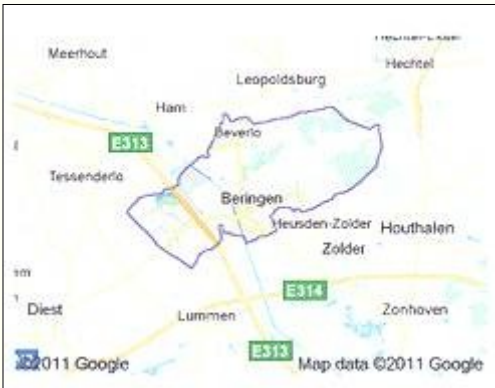 Meerhout
Hechtel
Leopoldsburg
Ham
Beverlo
E313
Tessenderlo
Beringen
Heusden-Zolder
Houthalen
Zolder
E314
Diest
Lummen
Zonhoven
E313
©2011 Google
Map data ©2011 Google